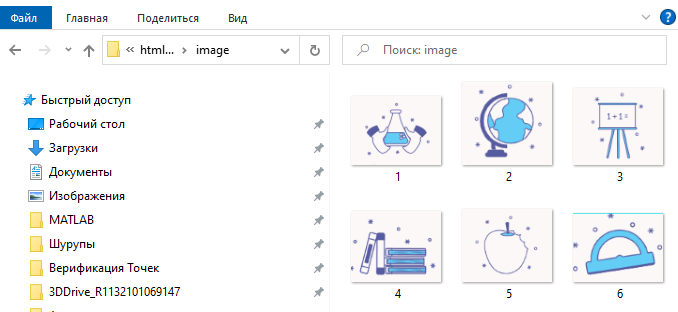 Файл Главная Поделиться Вид
html... image
Поиск: image
Быстрый доступ
Рабочий стол
Загрузки
Документы
Изображения
MATLAB
Шурупы
Верификация Точек
3DDrive_R1132101069147
1+1=
1 2 3
4 5 6